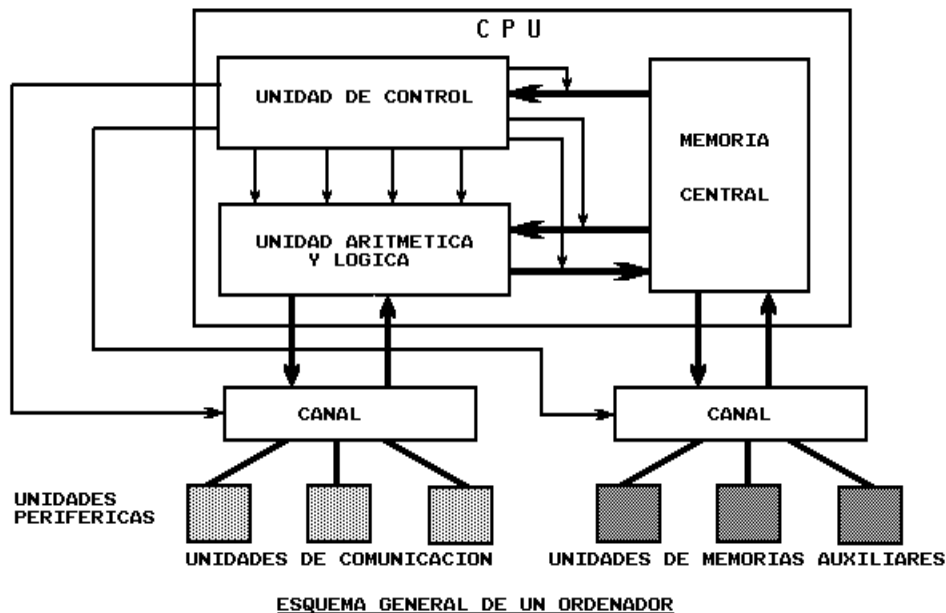 C P U
UNIDAD DE CONTROL
MEMORIA
CENTRAL
UNIDAD ARITMETICA
Y LOGICA
CANAL
CANAL
UNIDADES
PERIFERICAS
UNIDADES DE COMUNICACION
UNIDADES DE MEMORIAS AUXILIARES
ESQUEMA GENERAL DE UN ORDENADOR